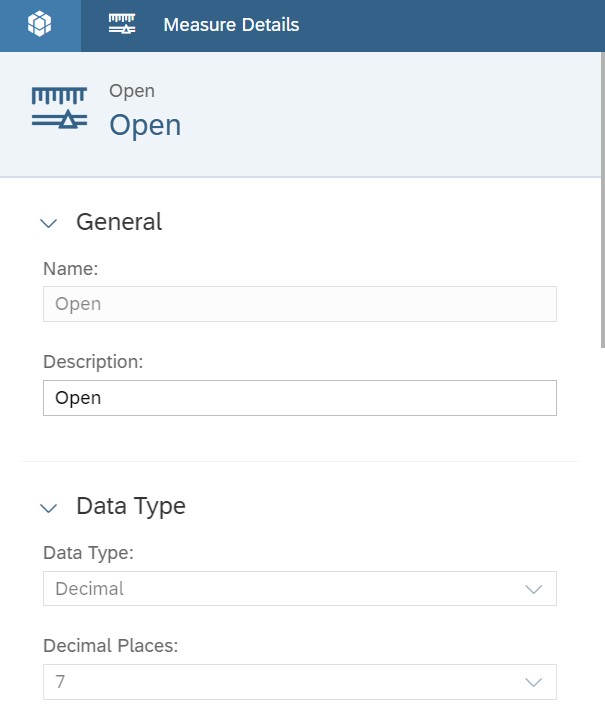 Measure Details
Open
Open
General
Name:
Open
Description:
Open
Data Type
Data Type:
Decimal
Decimal Places:
7